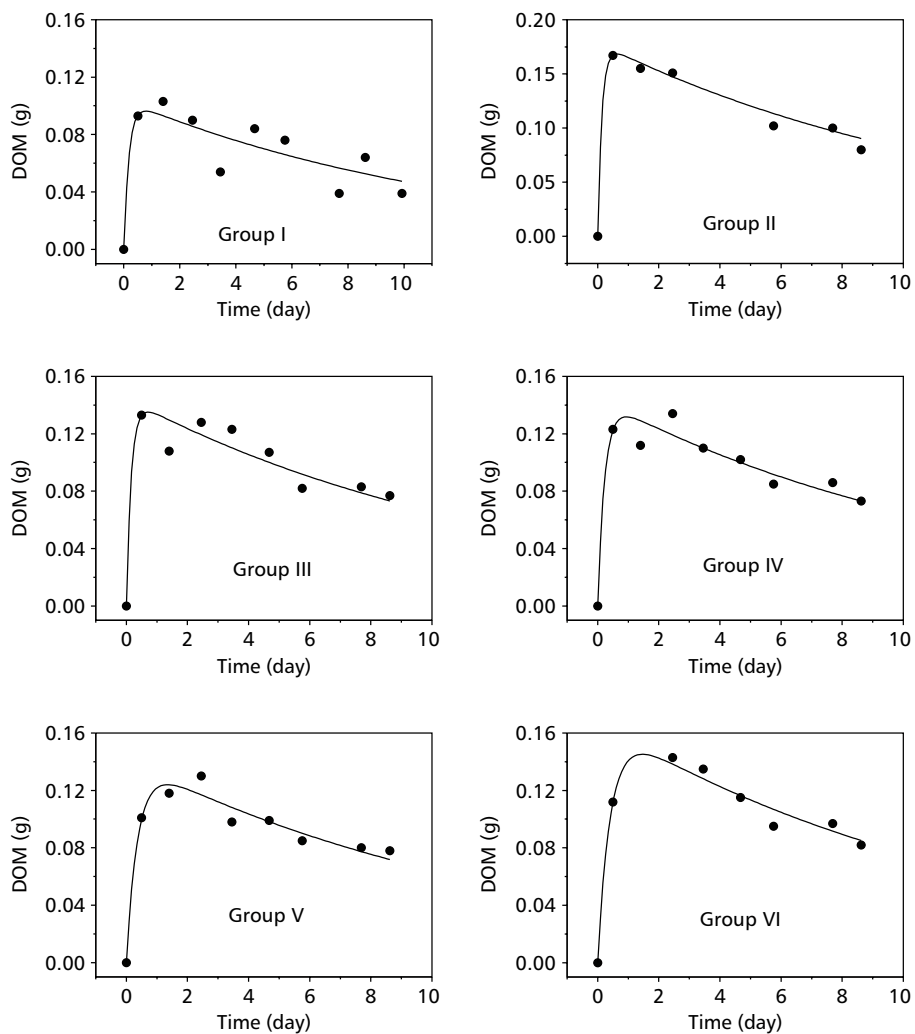 0.16
0.12
0.08
0.04
0.00
DOM (g)
Group I
0 2 4 6 8 10
Time (day)
0.20
0.15
0.10
0.05
0.00
DOM (g)
Group II
0 2 4 6 8 10
Time (day)
0.16
0.12
0.08
0.04
0.00
DOM (g)
Group III
0 2 4 6 8 10
Time (day)
0.16
0.12
0.08
0.04
0.00
DOM (g)
Group IV
0 2 4 6 8 10
Time (day)
0.16
0.12
0.08
0.04
0.00
DOM (g)
Group V
0 2 4 6 8 10
Time (day)
0.16
0.12
0.08
0.04
0.00
DOM (g)
Group VI
0 2 4 6 8 10
Time (day)